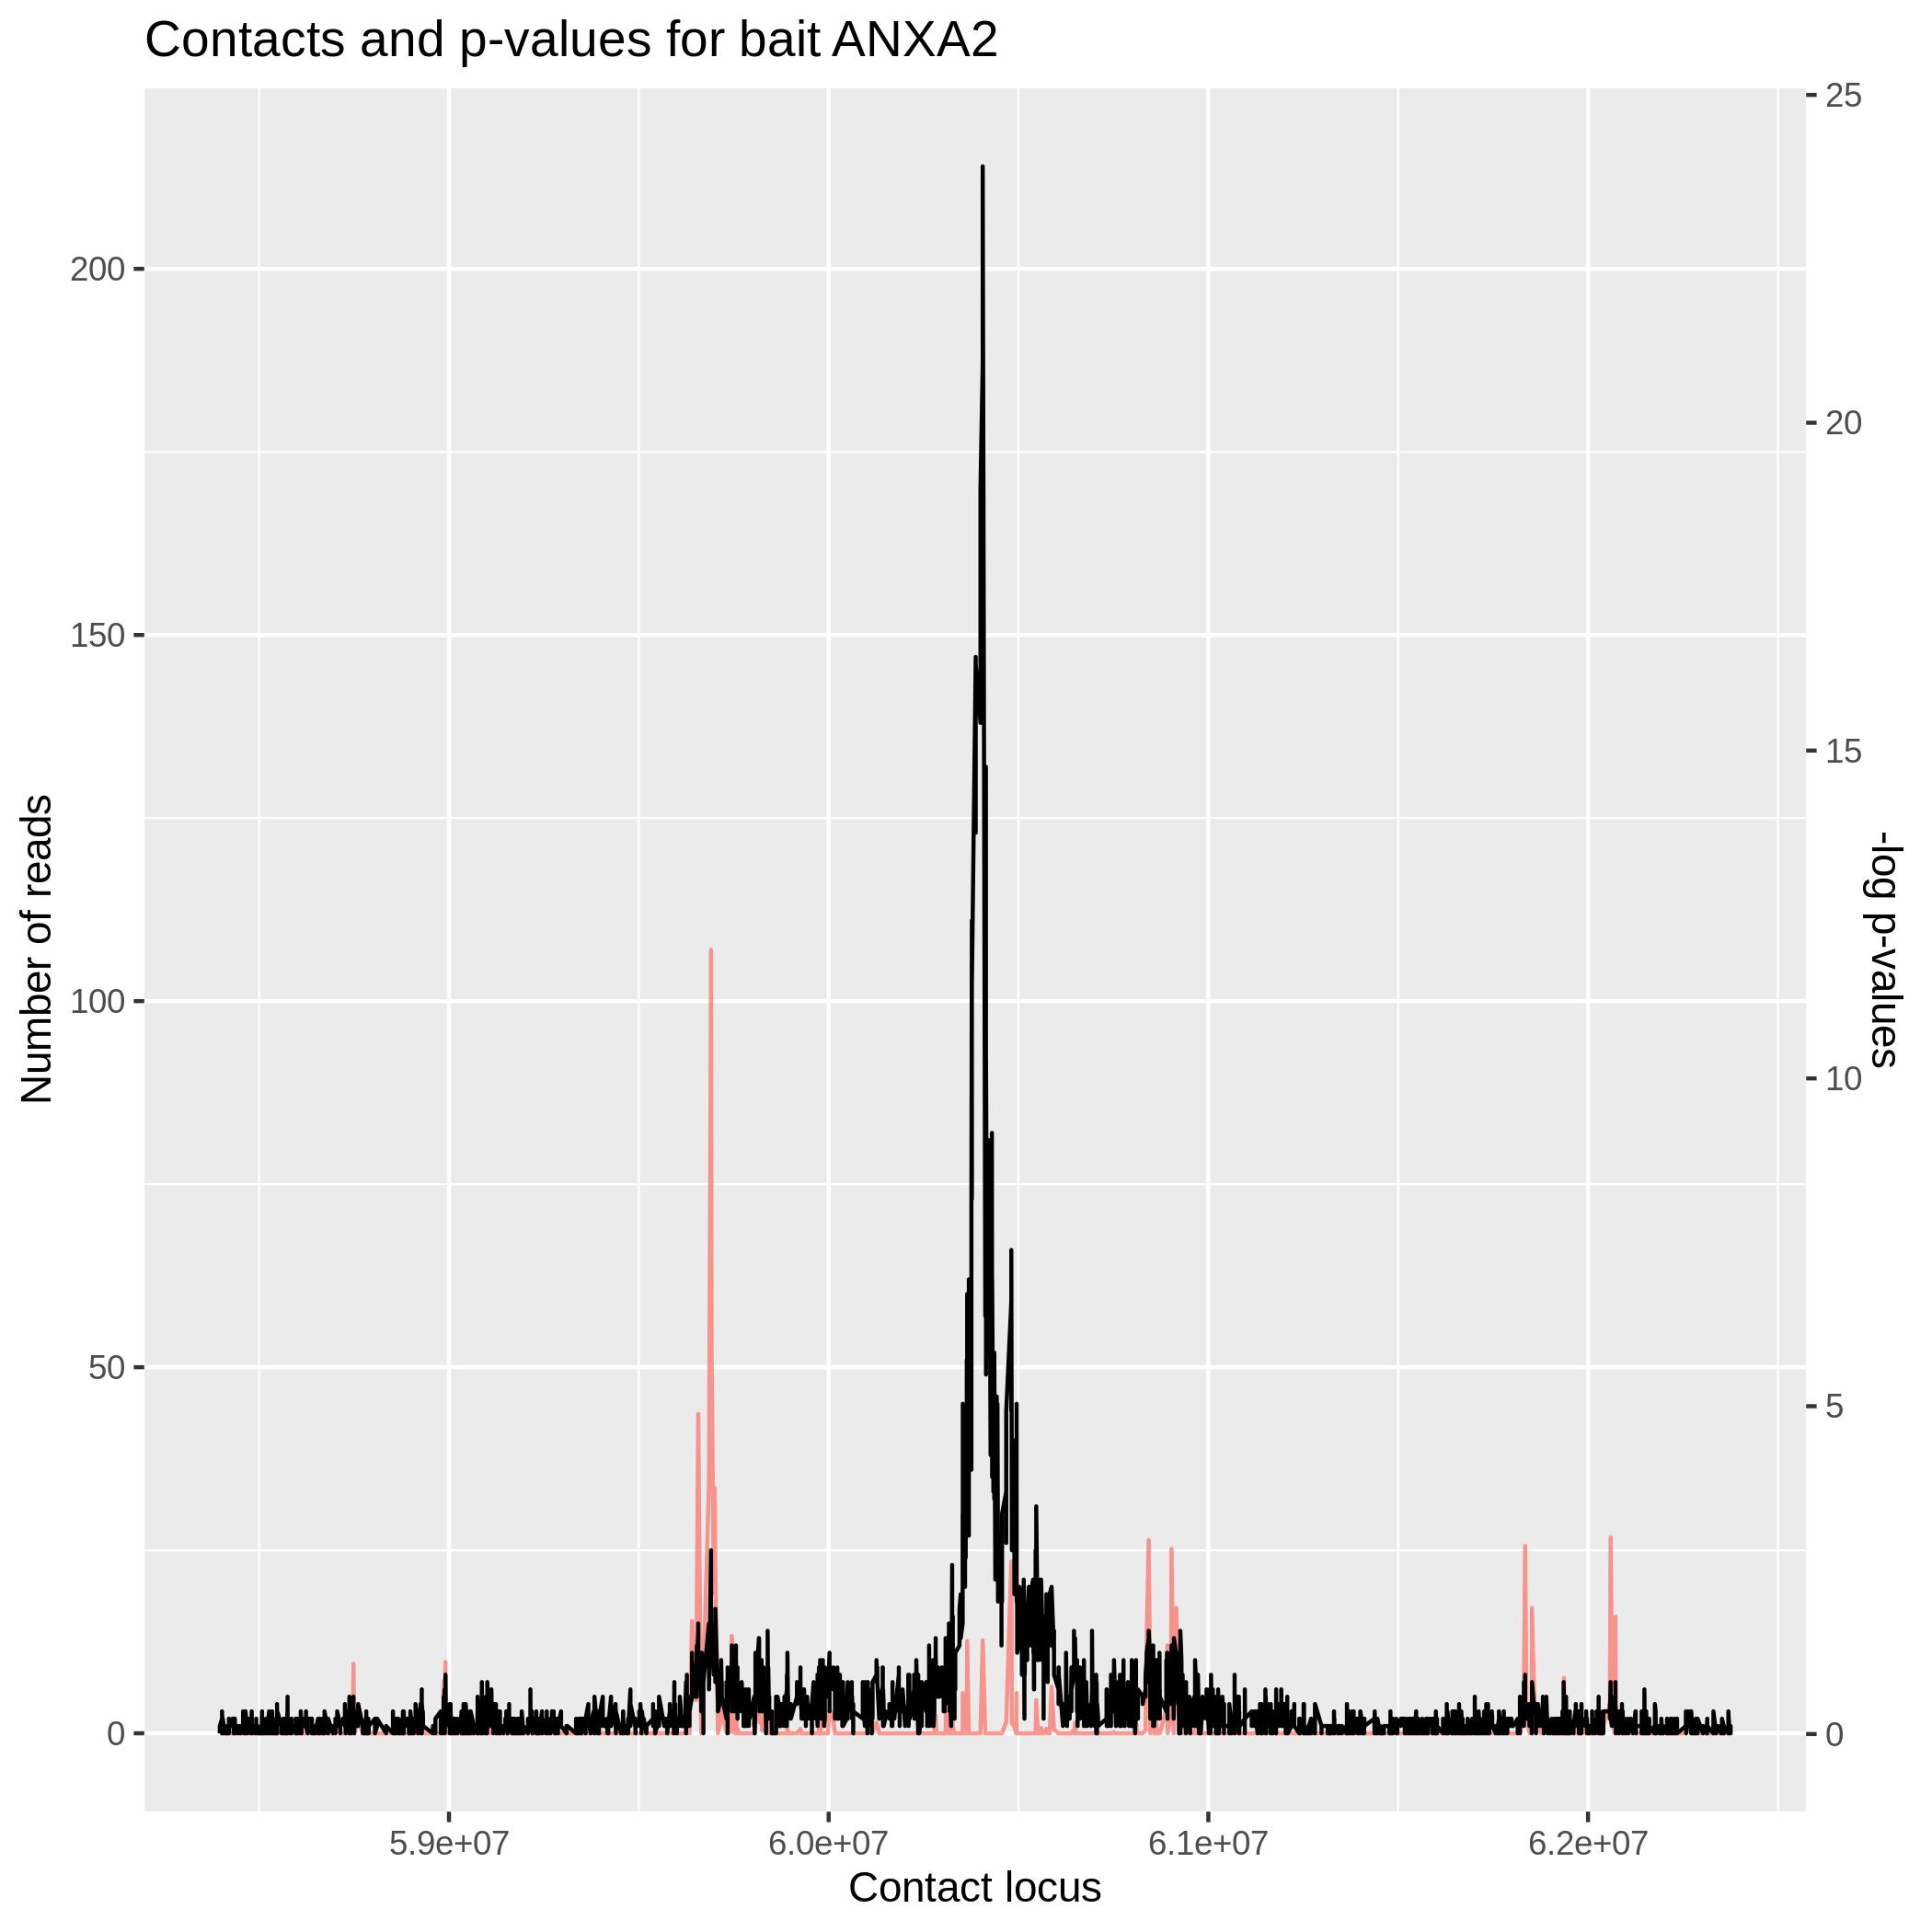 Contacts and p-values for bait ANXA2
Number of reads
200
150
100
50
0
25
20
15
10
5
0
-log p-values
5.9e+07 6.0e+07 6.1e+07 6.2e+07
Contact locus